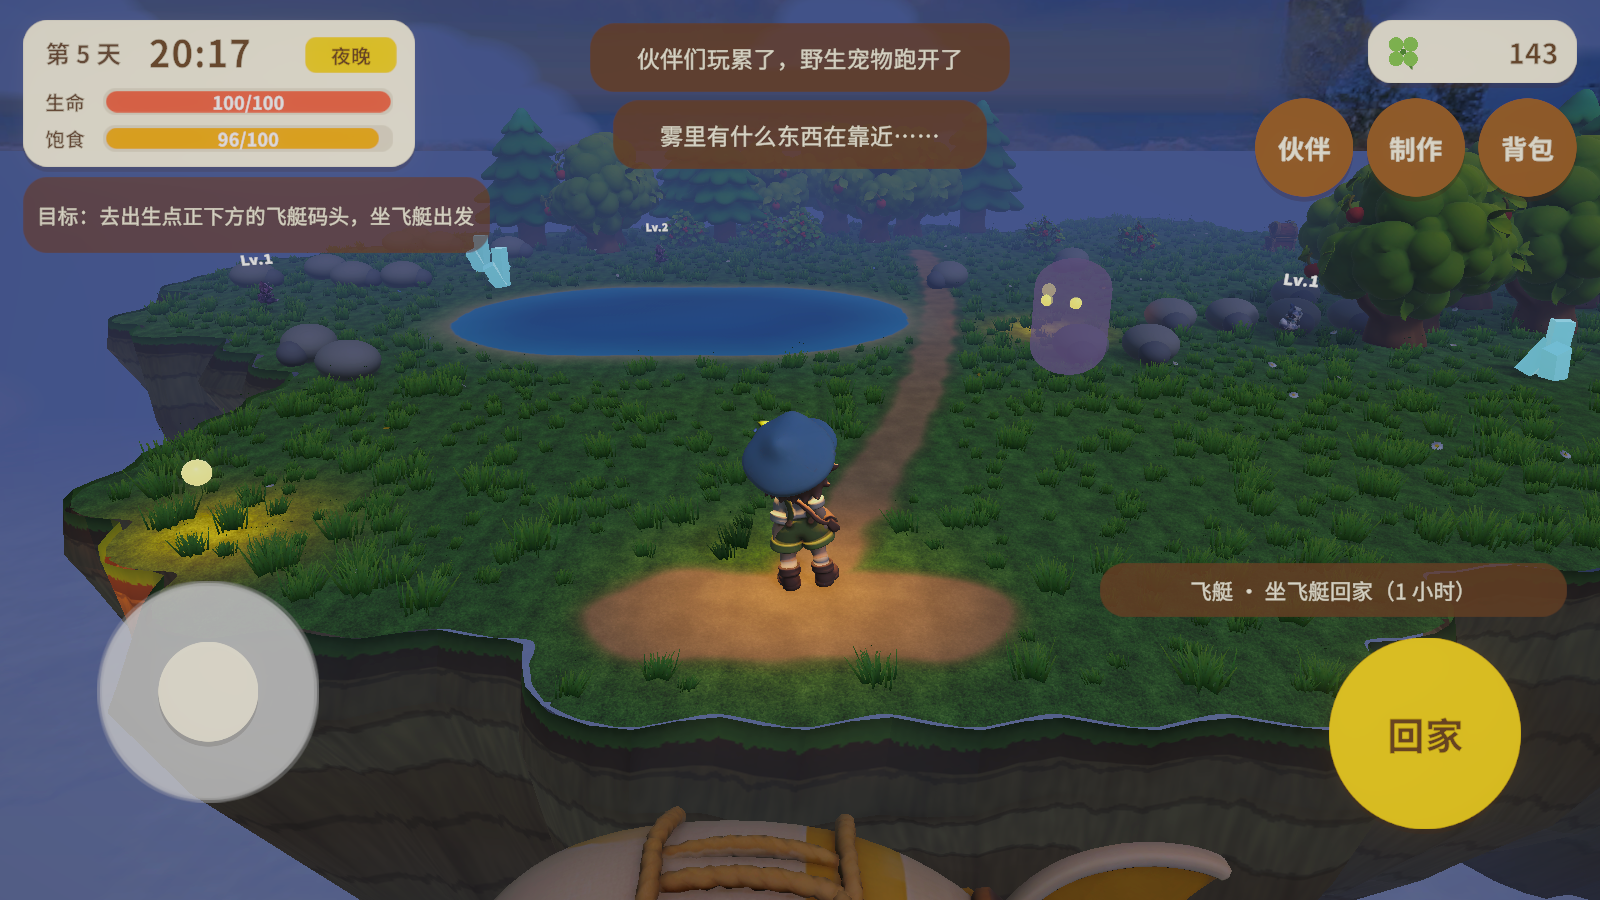 第 5 天 20:17 夜晚
生命 100/100
饱食 96/100
目标：去出生点正下方的飞艇码头，坐飞艇出发
伙伴们玩累了，野生宠物跑开了
雾里有什么东西在靠近……
143
伙伴 制作 背包
Lv.2
Lv.1
Lv.1
飞艇 · 坐飞艇回家（1 小时）
回家